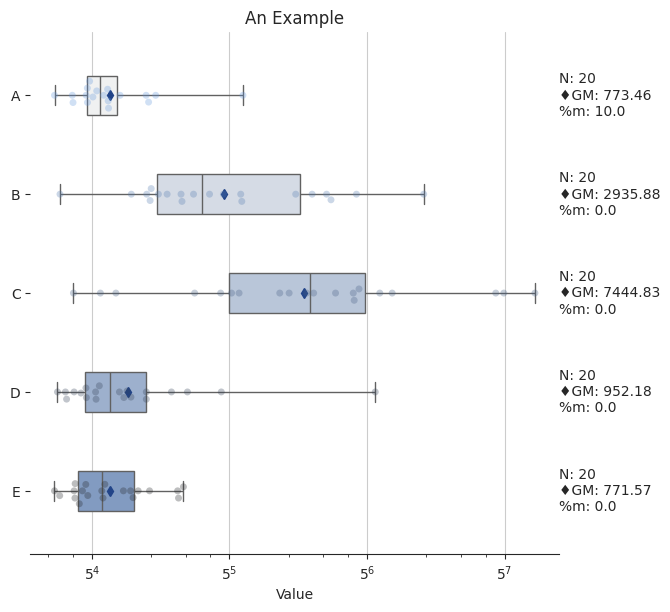 An Example
A
N: 20
♦GM: 773.46
%m: 10.0
B
N: 20
♦GM: 2935.88
%m: 0.0
C
N: 20
♦GM: 7444.83
%m: 0.0
D
N: 20
♦GM: 952.18
%m: 0.0
E
N: 20
♦GM: 771.57
%m: 0.0
5⁴ 5⁵ 5⁶ 5⁷
Value